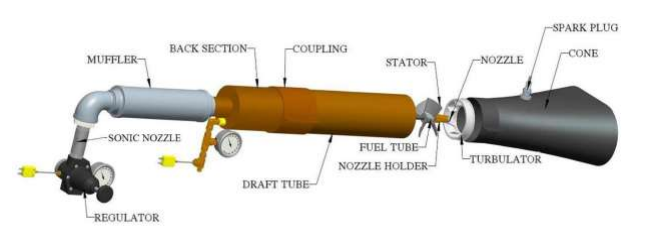 SPARK PLUG
BACK SECTION
COUPLING
NOZZLE
CONE
MUFFLER
STATOR
SONIC NOZZLE
FUEL TUBE
TURBULATOR
NOZZLE HOLDER
DRAFT TUBE
REGULATOR